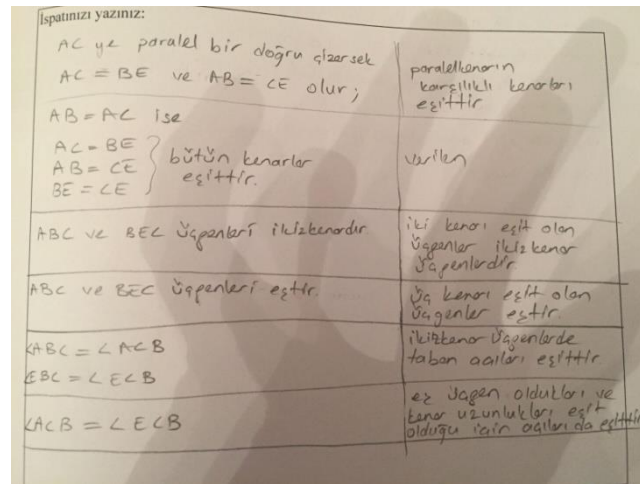 İspatınızı yazınız:
AC ye paralel bir doğru çizersek
AC = BE ve AB = CE olur;
paralelkenarın
karşılıklı kenarları
eşittir
AB = AC ise
AC = BE
AB = CE
BE = CE
bütün kenarlar
eşittir.
verilen
ABC ve BEC üçgenleri ikizkenardır.
iki kenarı eşit olan
üçgenler ikizkenar
üçgenlerdir.
ABC ve BEC üçgenleri eştir.
üç kenarı eşit olan
üçgenler eştir.
∠ABC = ∠ACB
∠EBC = ∠ECB
ikizkenar üçgenlerde
taban açıları eşittir
∠ACB = ∠ECB
eş üçgen oldukları ve
kenar uzunlukları eşit
olduğu için açıları da eşittir